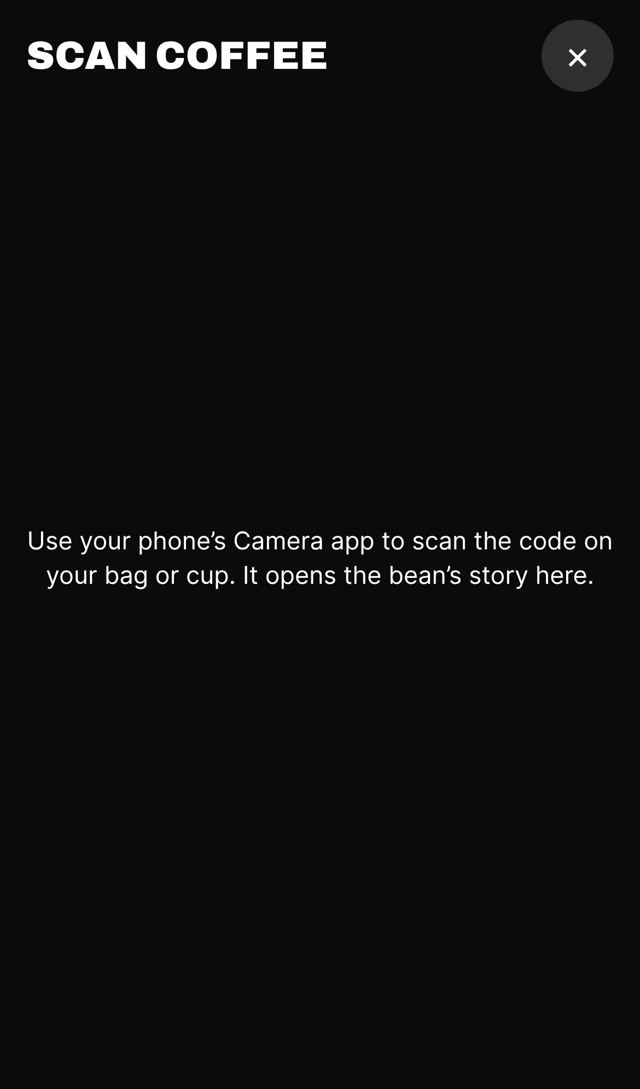 SCAN COFFEE
×
Use your phone’s Camera app to scan the code on
your bag or cup. It opens the bean’s story here.